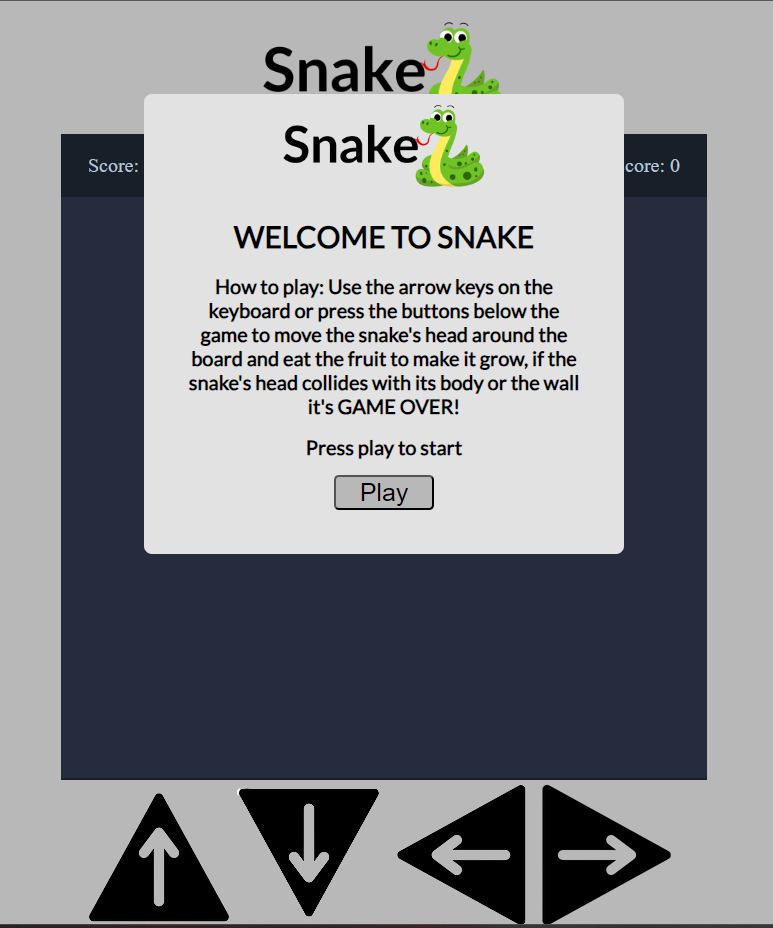 Snake
Snake
Score:
core: 0
WELCOME TO SNAKE
How to play: Use the arrow keys on the
keyboard or press the buttons below the
game to move the snake's head around the
board and eat the fruit to make it grow, if the
snake's head collides with its body or the wall
it's GAME OVER!
Press play to start
Play